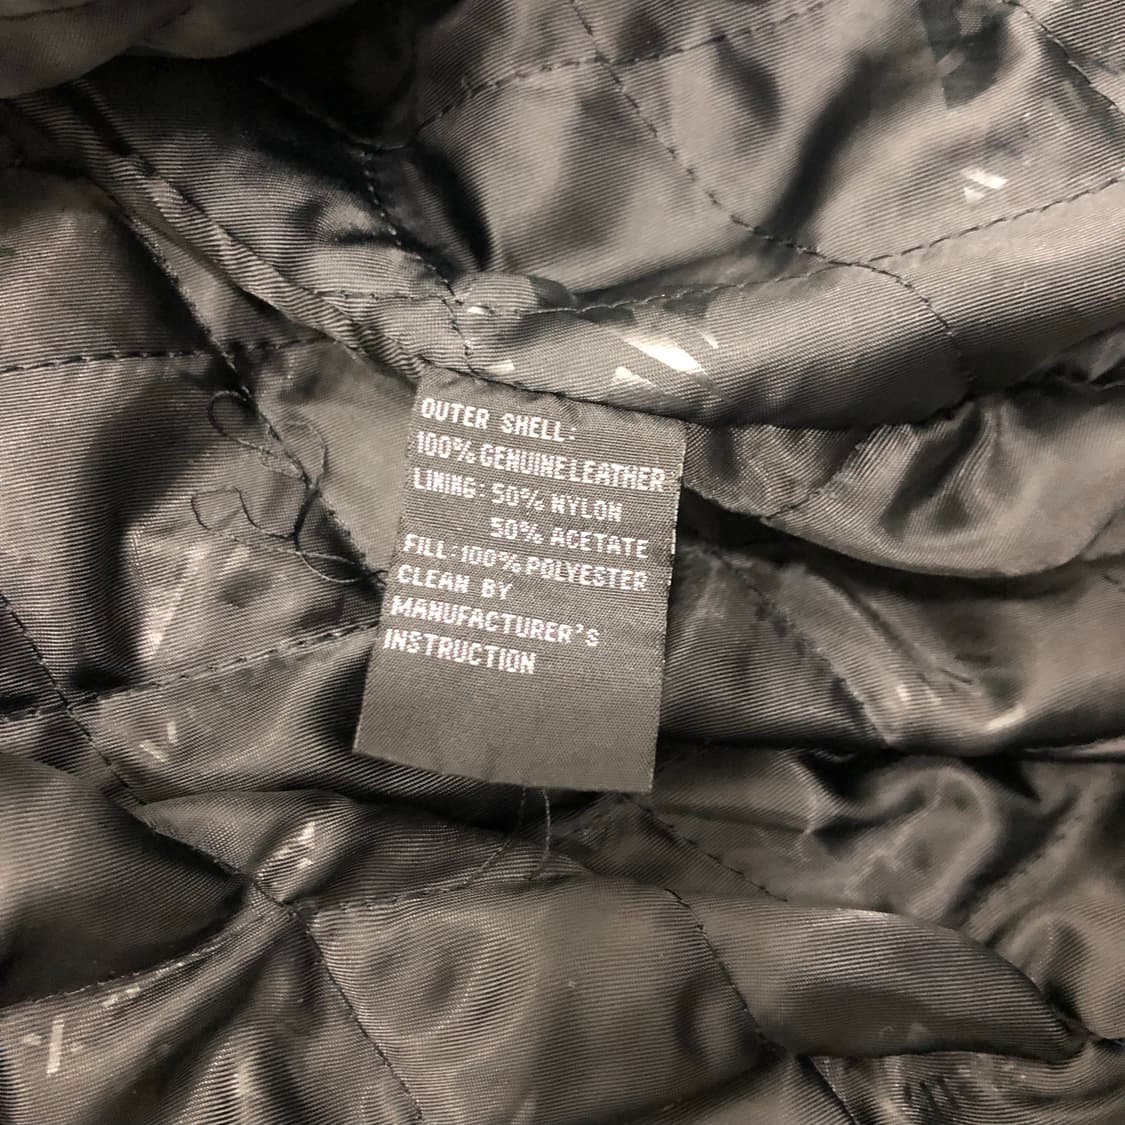 OUTER SHELL:
100% GENUINE LEATHER
LINING: 50% NYLON
50% ACETATE
FILL: 100% POLYESTER
CLEAN BY
MANUFACTURER'S
INSTRUCTION